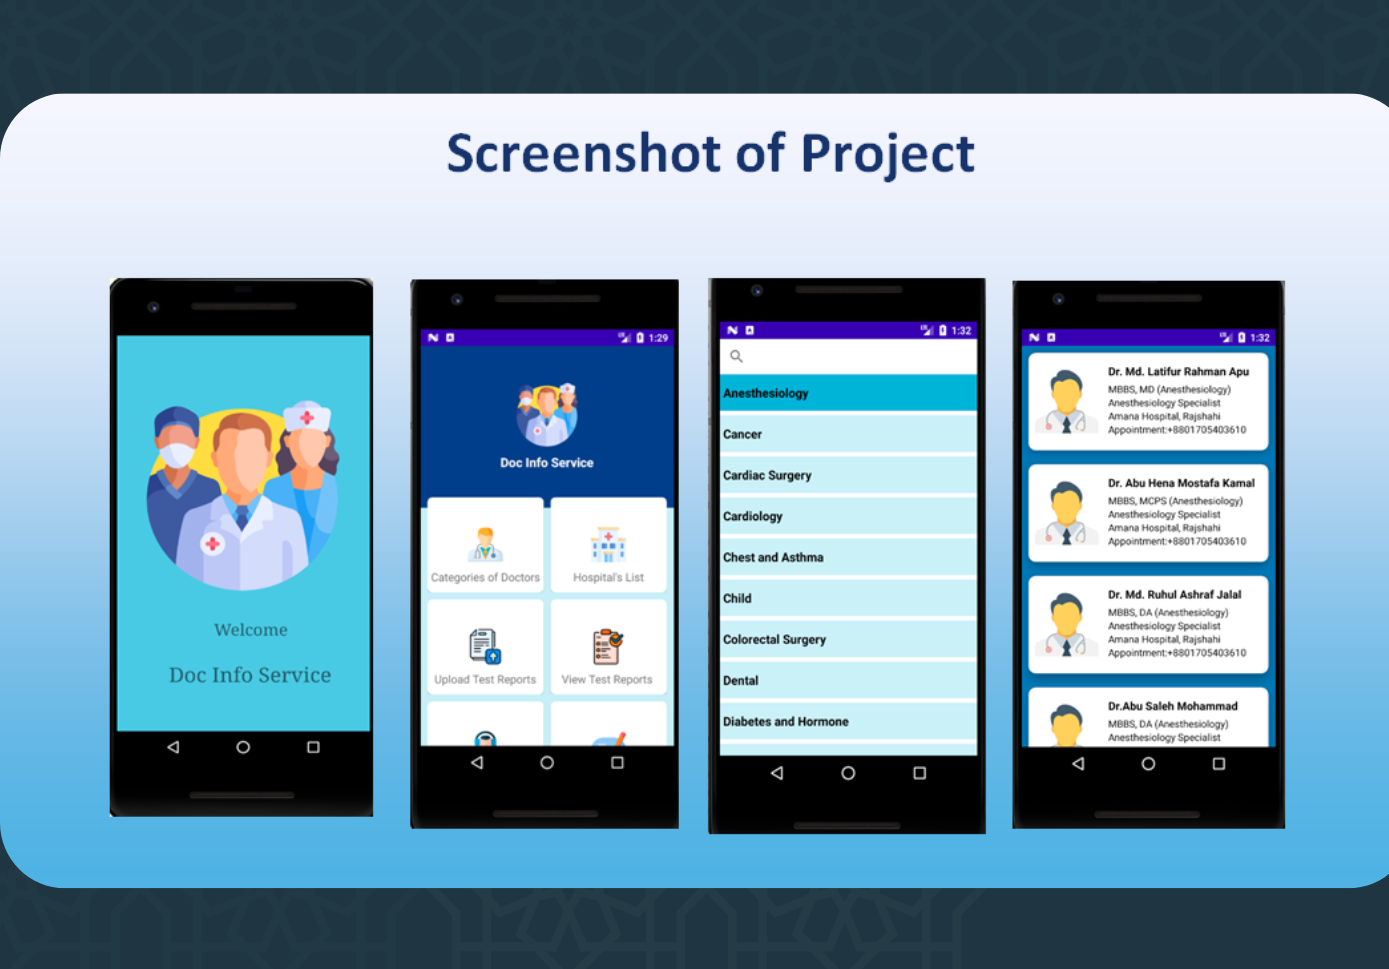 Screenshot of Project
Welcome
Doc Info Service
1:29
Doc Info Service
Categories of Doctors
Hospital's List
Upload Test Reports
View Test Reports
1:32
Anesthesiology
Cancer
Cardiac Surgery
Cardiology
Chest and Asthma
Child
Colorectal Surgery
Dental
Diabetes and Hormone
1:32
Dr. Md. Latifur Rahman Apu
MBBS, MD (Anesthesiology)
Anesthesiology Specialist
Amana Hospital, Rajshahi
Appointment:+8801705403610
Dr. Abu Hena Mostafa Kamal
MBBS, MCPS (Anesthesiology)
Anesthesiology Specialist
Amana Hospital, Rajshahi
Appointment:+8801705403610
Dr. Md. Ruhul Ashraf Jalal
MBBS, DA (Anesthesiology)
Anesthesiology Specialist
Amana Hospital, Rajshahi
Appointment:+8801705403610
Dr.Abu Saleh Mohammad
MBBS, DA (Anesthesiology)
Anesthesiology Specialist